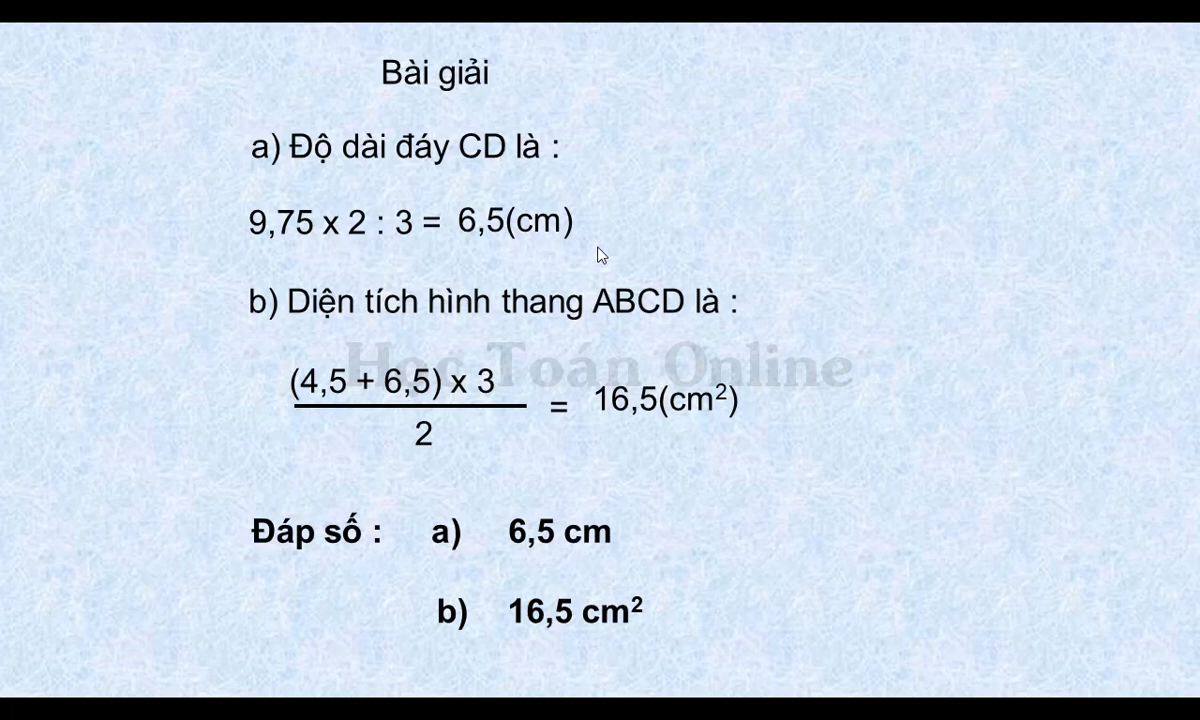 Bài giải
a) Độ dài đáy CD là :
9,75 x 2 : 3 = 6,5(cm)
b) Diện tích hình thang ABCD là :
Học Toán Online
(4,5 + 6,5) x 3
2
= 16,5(cm²)
Đáp số : a) 6,5 cm
b) 16,5 cm²